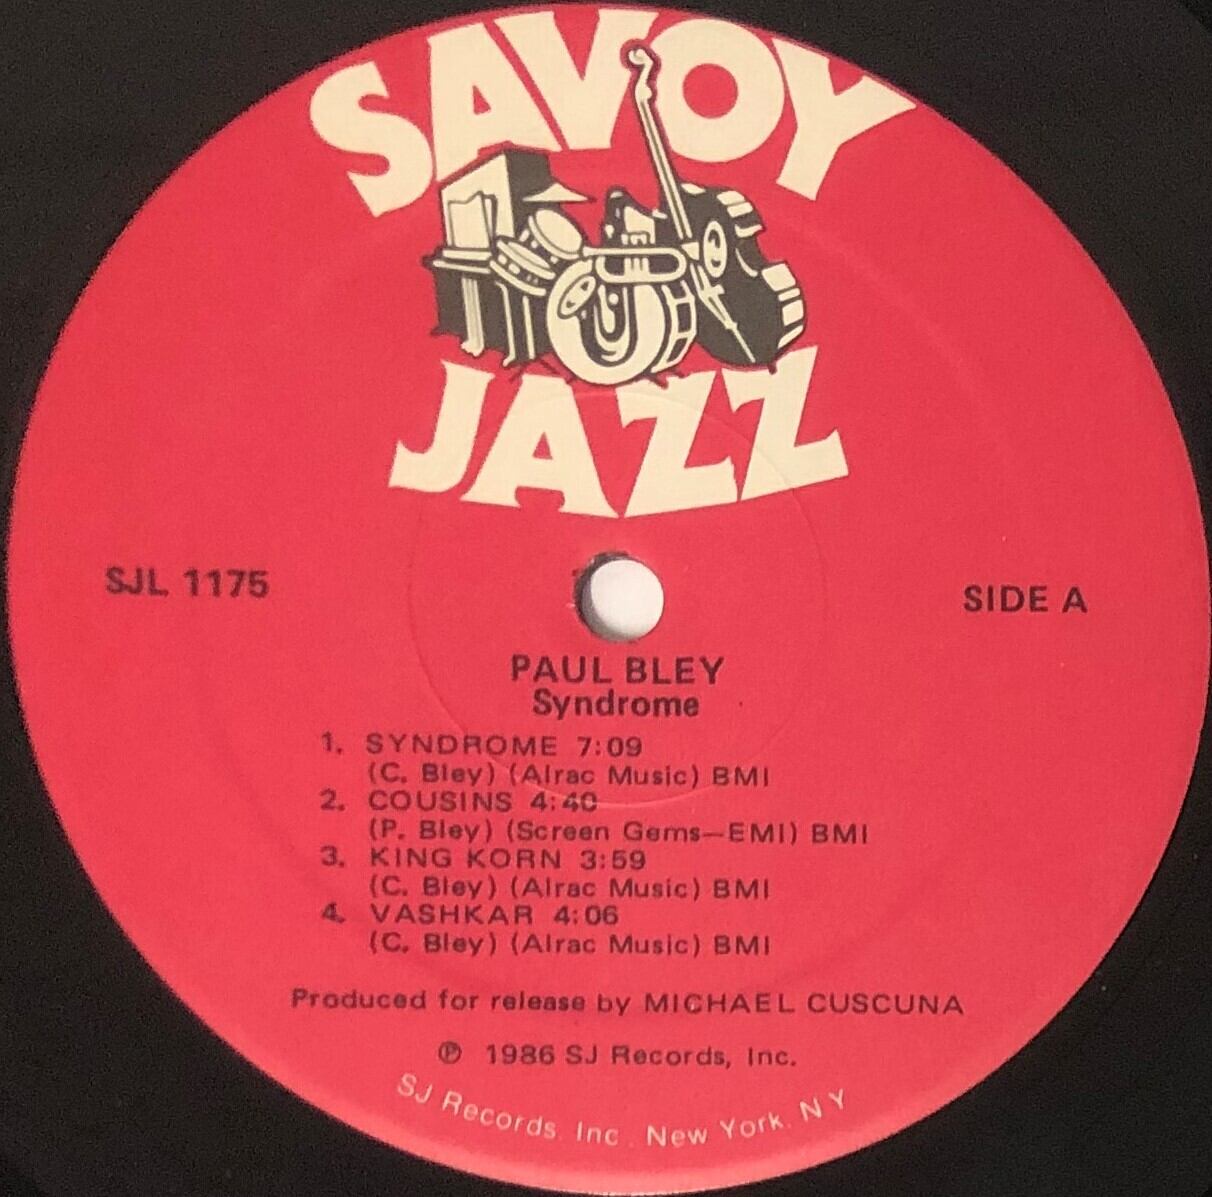 SAVOY
JAZZ
SJL 1175
SIDE A
PAUL BLEY
Syndrome
1. SYNDROME 7:09
(C. Bley) (Alrac Music) BMI
2. COUSINS 4:40
(P. Bley) (Screen Gems—EMI) BMI
3. KING KORN 3:59
(C. Bley) (Alrac Music) BMI
4. VASHKAR 4:06
(C. Bley) (Alrac Music) BMI
Produced for release by MICHAEL CUSCUNA
℗ 1986 SJ Records, Inc.
SJ Records, Inc. New York, N Y